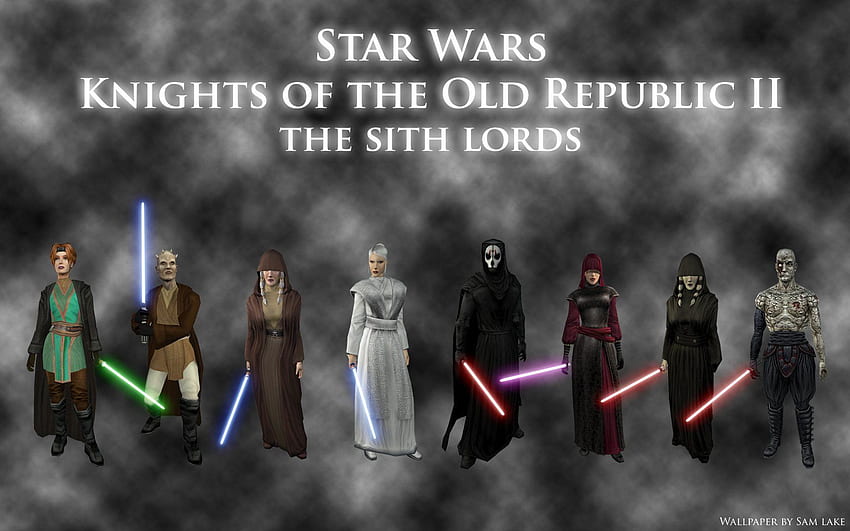 Star Wars
Knights of the Old Republic II
the sith lords
Wallpaper by Sam lake